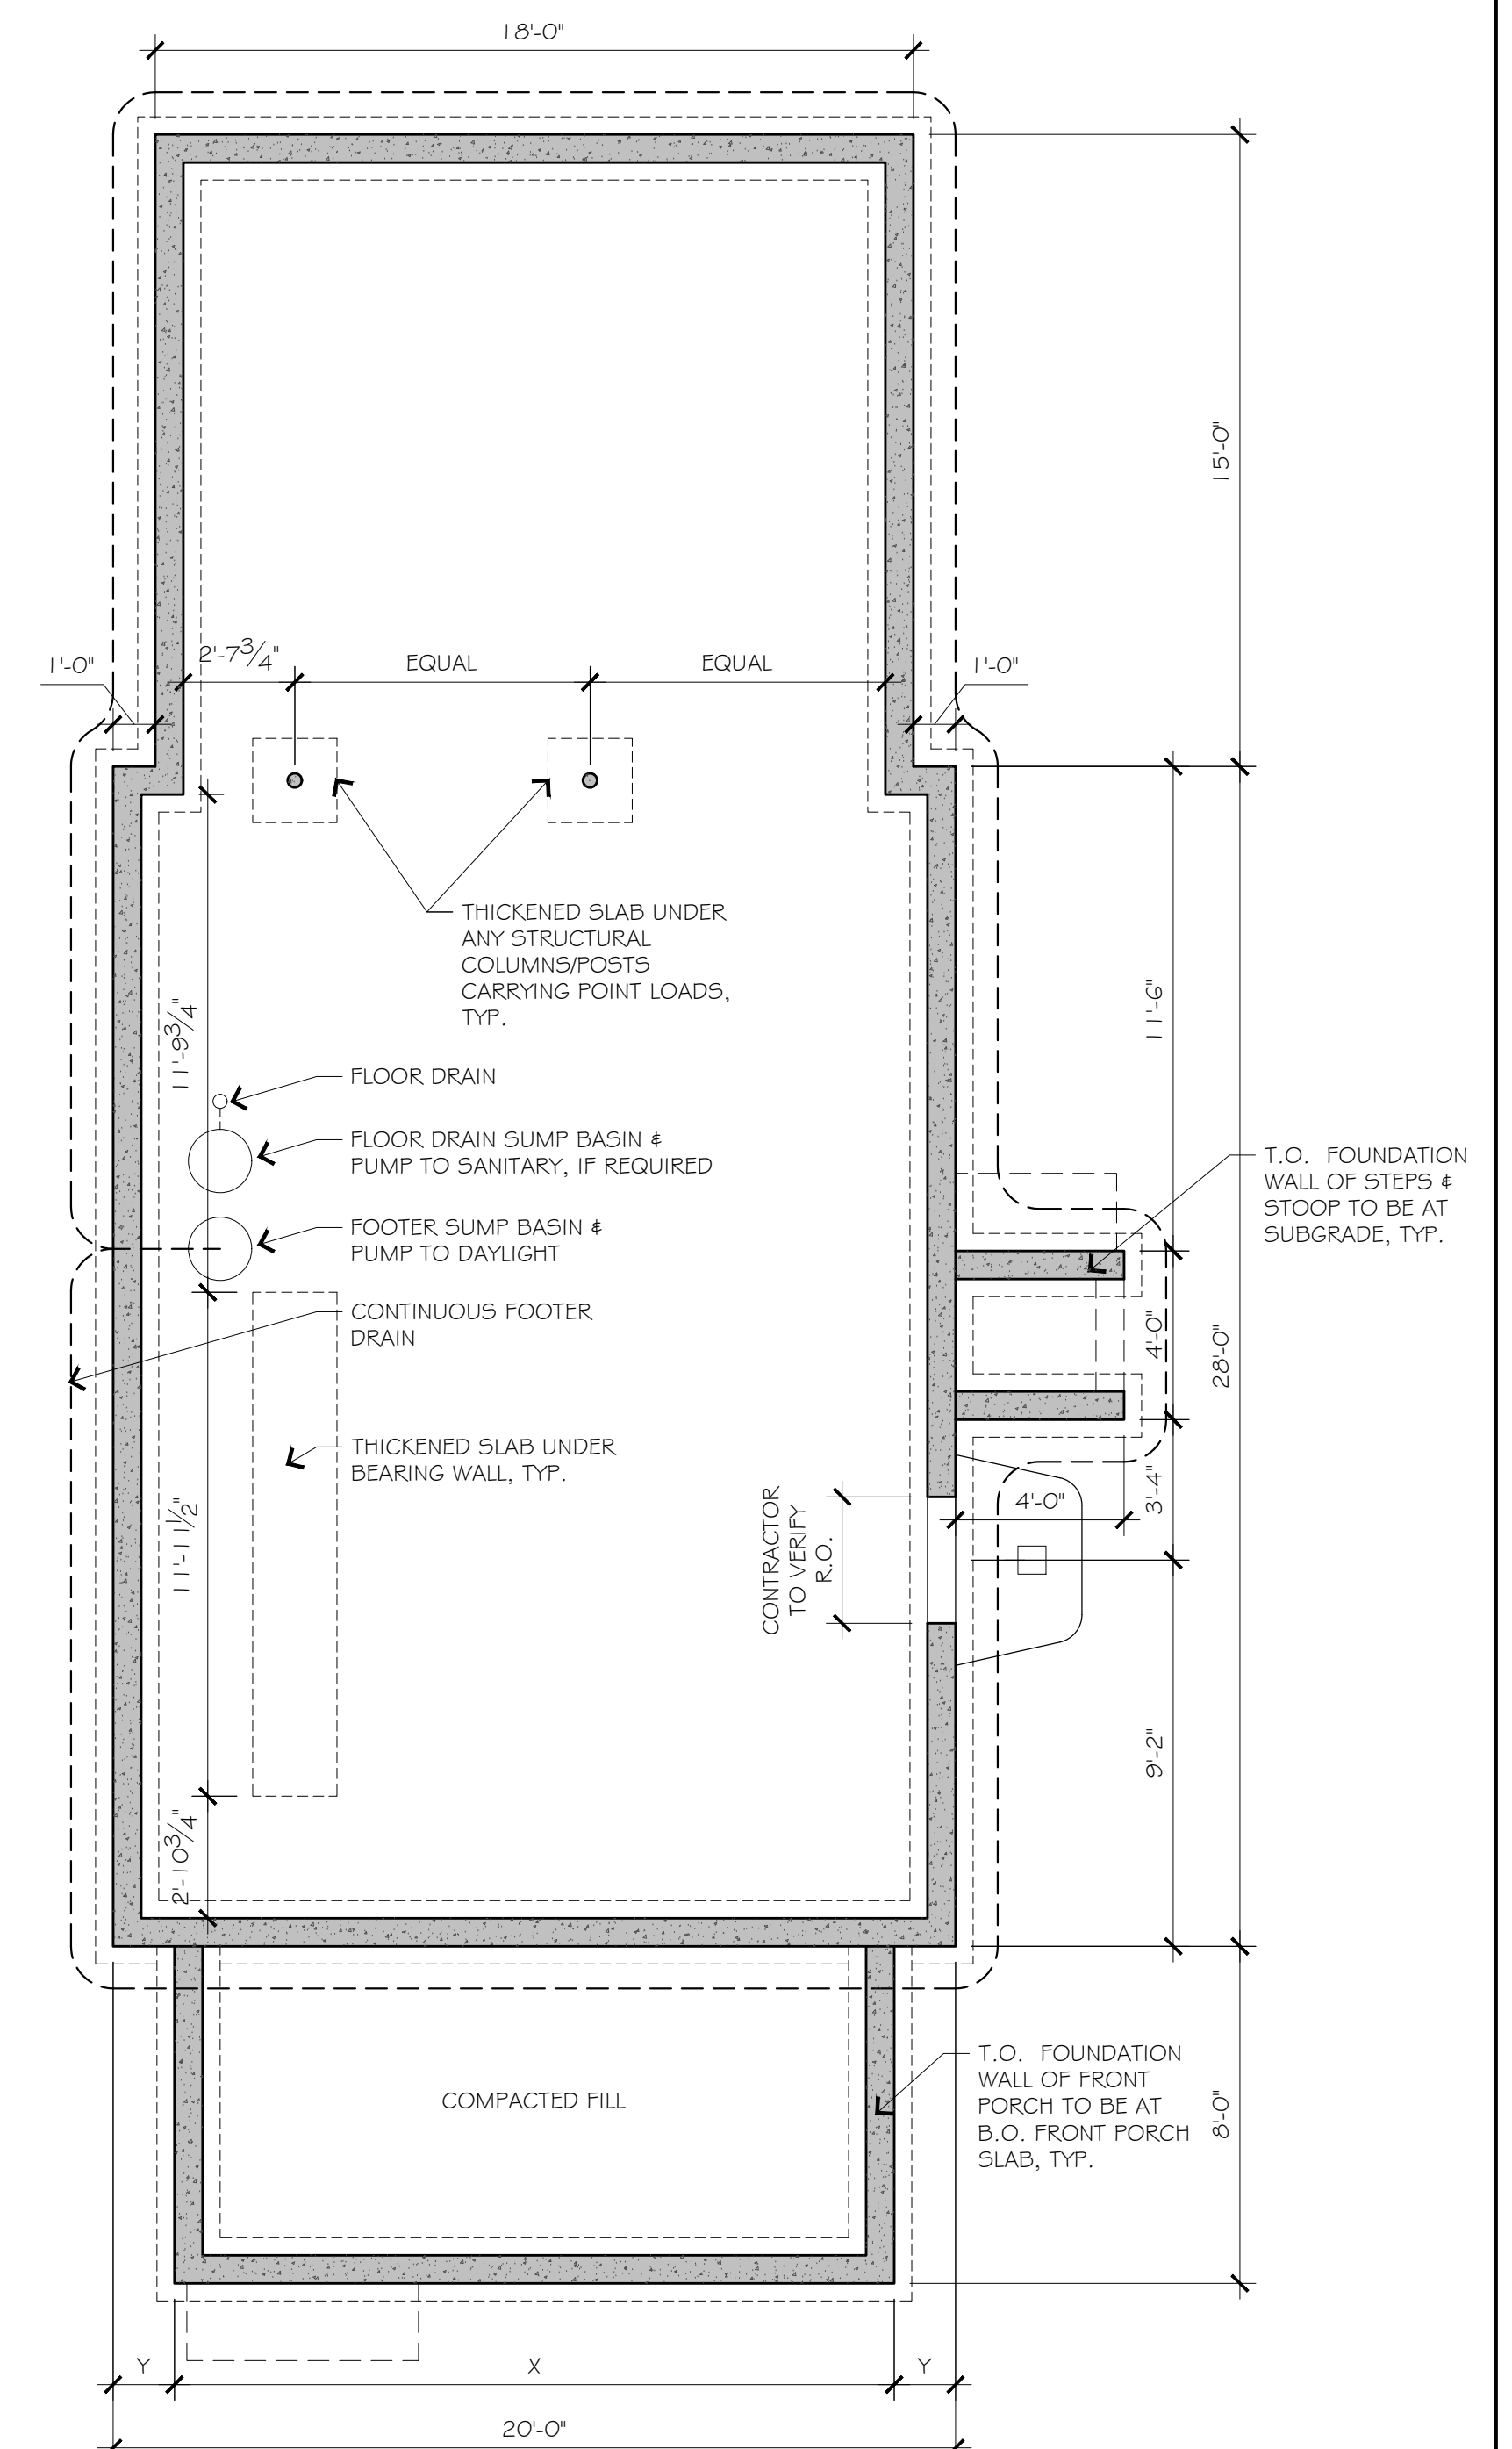 18'-0"
15'-0"
1'-0"
2'-7 3/4"
EQUAL
EQUAL
1'-0"
THICKENED SLAB UNDER
ANY STRUCTURAL
COLUMNS/POSTS
CARRYING POINT LOADS,
TYP.
11'-9 3/4"
11'-6"
FLOOR DRAIN
FLOOR DRAIN SUMP BASIN &
PUMP TO SANITARY, IF REQUIRED
T.O. FOUNDATION
WALL OF STEPS &
STOOP TO BE AT
SUBGRADE, TYP.
FOOTER SUMP BASIN &
PUMP TO DAYLIGHT
CONTINUOUS FOOTER
DRAIN
4'-0"
28'-0"
THICKENED SLAB UNDER
BEARING WALL, TYP.
11'-11 1/2"
CONTRACTOR
TO VERIFY
R.O.
4'-0"
3'-4"
9'-2"
2'-10 3/4"
COMPACTED FILL
T.O. FOUNDATION
WALL OF FRONT
PORCH TO BE AT
B.O. FRONT PORCH
SLAB, TYP.
8'-0"
Y
X
Y
20'-0"